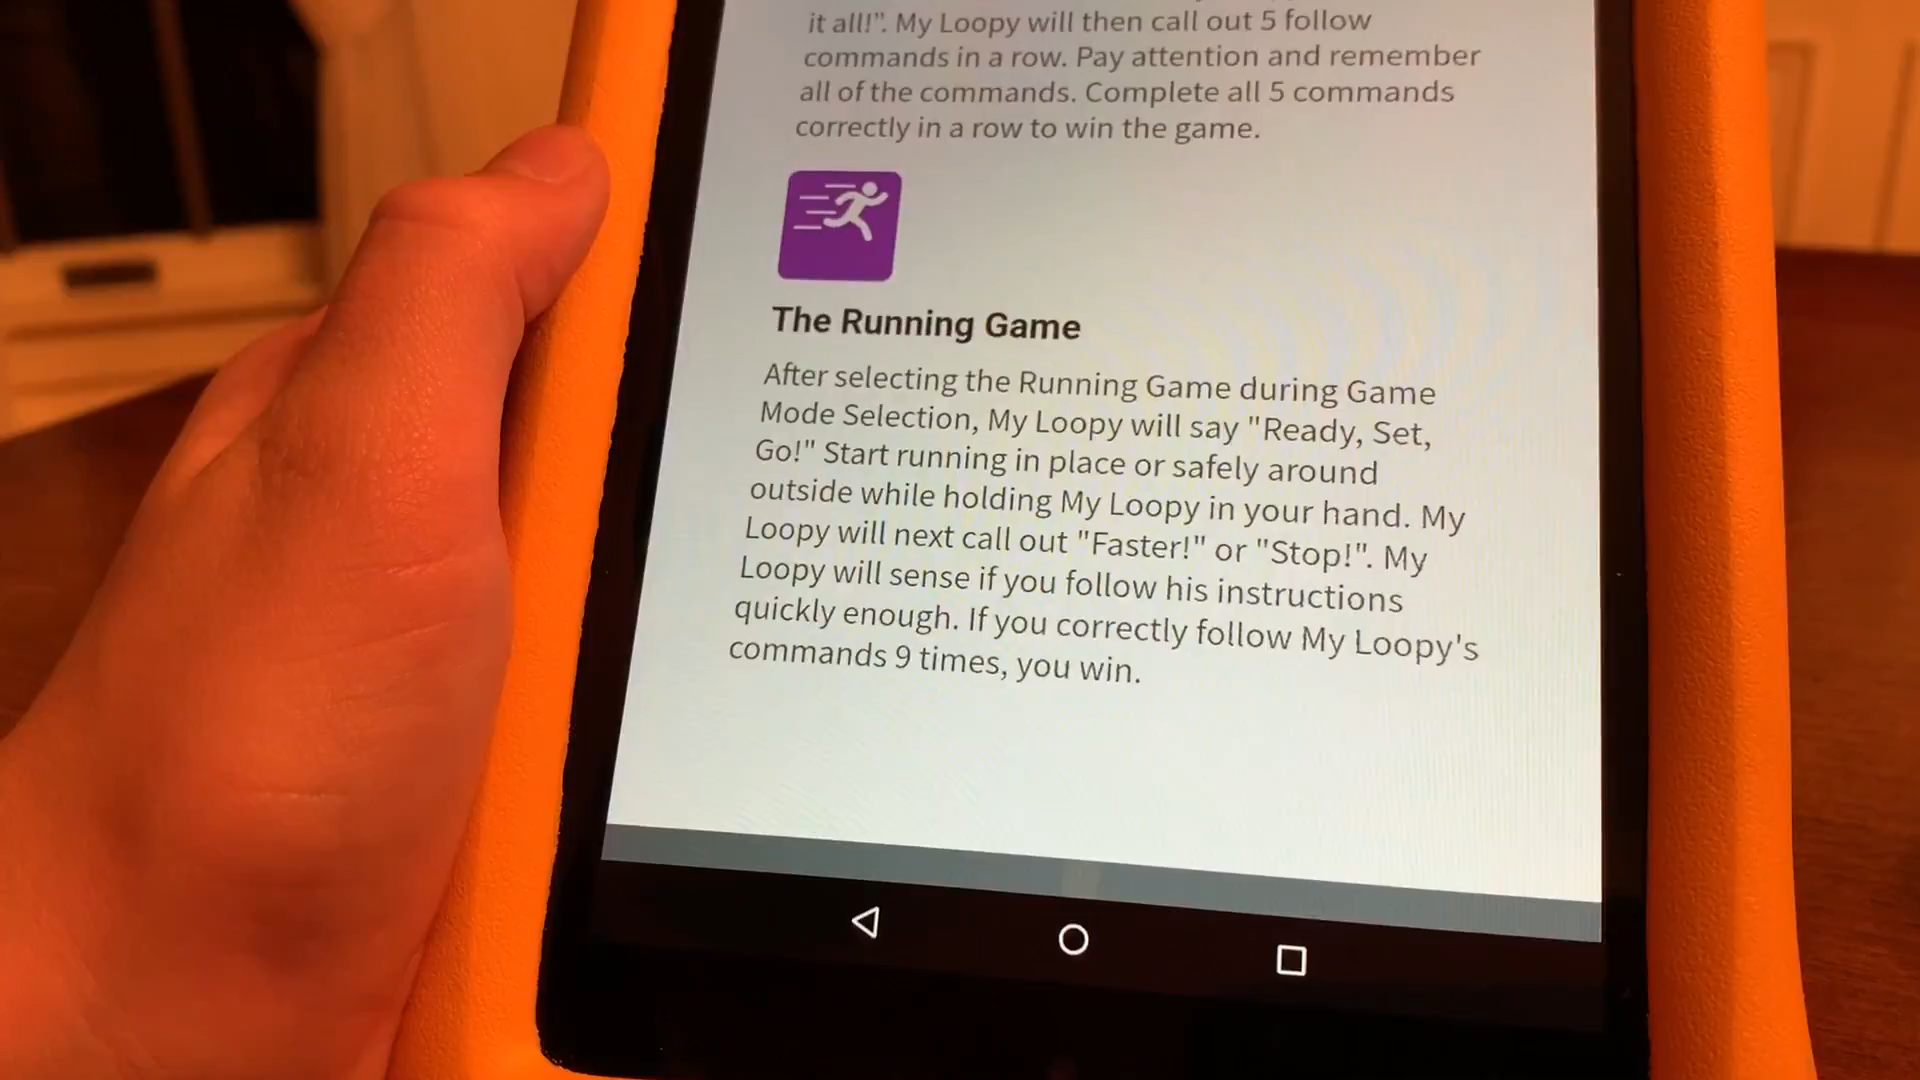 it all!". My Loopy will then call out 5 follow
commands in a row. Pay attention and remember
all of the commands. Complete all 5 commands
correctly in a row to win the game.
The Running Game
After selecting the Running Game during Game
Mode Selection, My Loopy will say "Ready, Set,
Go!" Start running in place or safely around
outside while holding My Loopy in your hand. My
Loopy will next call out "Faster!" or "Stop!". My
Loopy will sense if you follow his instructions
quickly enough. If you correctly follow My Loopy's
commands 9 times, you win.